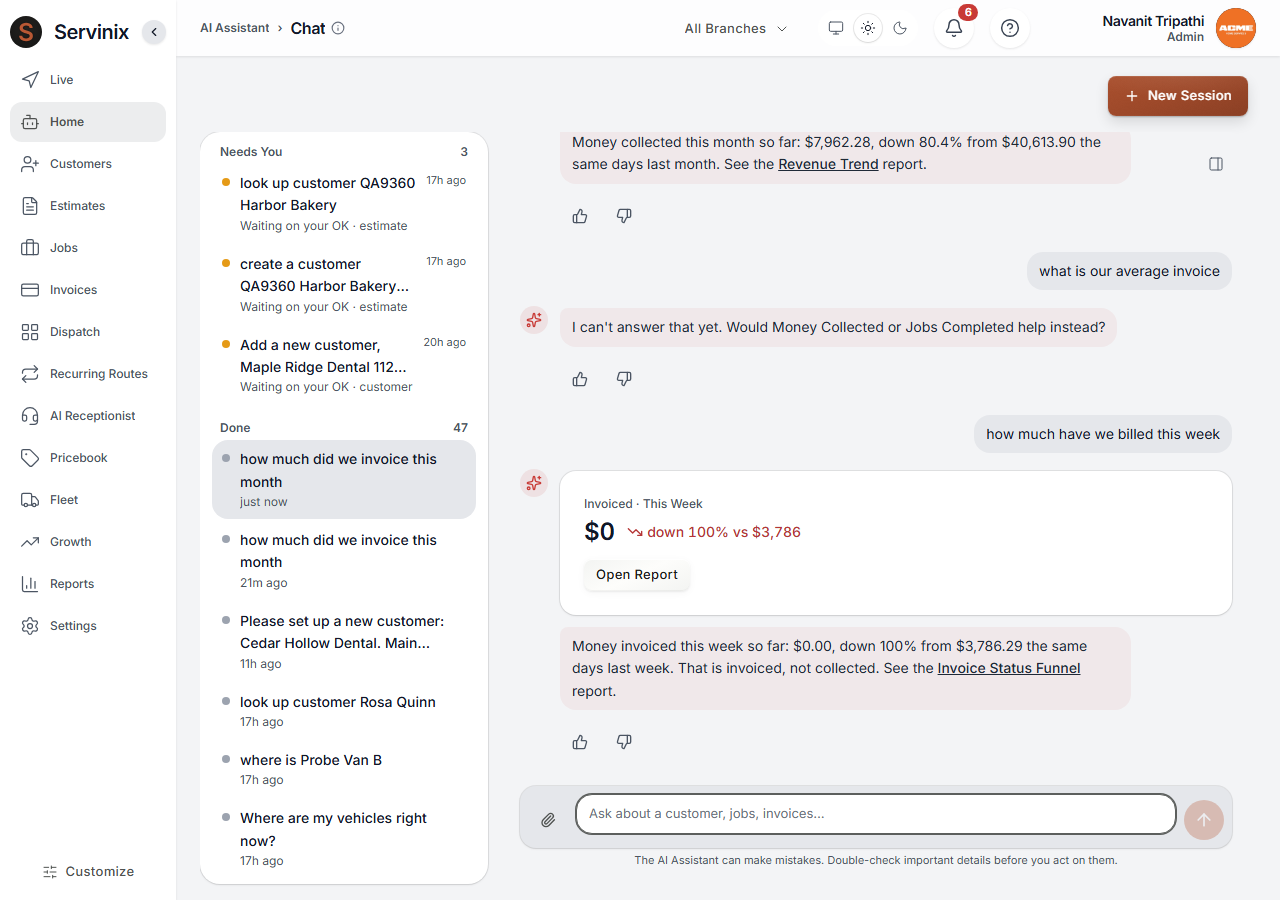 Servinix
Live
Home
Customers
Estimates
Jobs
Invoices
Dispatch
Recurring Routes
AI Receptionist
Pricebook
Fleet
Growth
Reports
Settings
Customize
AI Assistant › Chat
All Branches
6
Navanit Tripathi
Admin
ACME
+ New Session
Needs You 3
look up customer QA9360 17h ago
Harbor Bakery
Waiting on your OK · estimate
create a customer 17h ago
QA9360 Harbor Bakery...
Waiting on your OK · estimate
Add a new customer, 20h ago
Maple Ridge Dental 112...
Waiting on your OK · customer
Done 47
how much did we invoice this
month
just now
how much did we invoice this
month
21m ago
Please set up a new customer:
Cedar Hollow Dental. Main...
11h ago
look up customer Rosa Quinn
17h ago
where is Probe Van B
17h ago
Where are my vehicles right
now?
17h ago
Money collected this month so far: $7,962.28, down 80.4% from $40,613.90 the
same days last month. See the Revenue Trend report.
what is our average invoice
I can't answer that yet. Would Money Collected or Jobs Completed help instead?
how much have we billed this week
Invoiced · This Week
$0 down 100% vs $3,786
Open Report
Money invoiced this week so far: $0.00, down 100% from $3,786.29 the same
days last week. That is invoiced, not collected. See the Invoice Status Funnel
report.
Ask about a customer, jobs, invoices...
The AI Assistant can make mistakes. Double-check important details before you act on them.